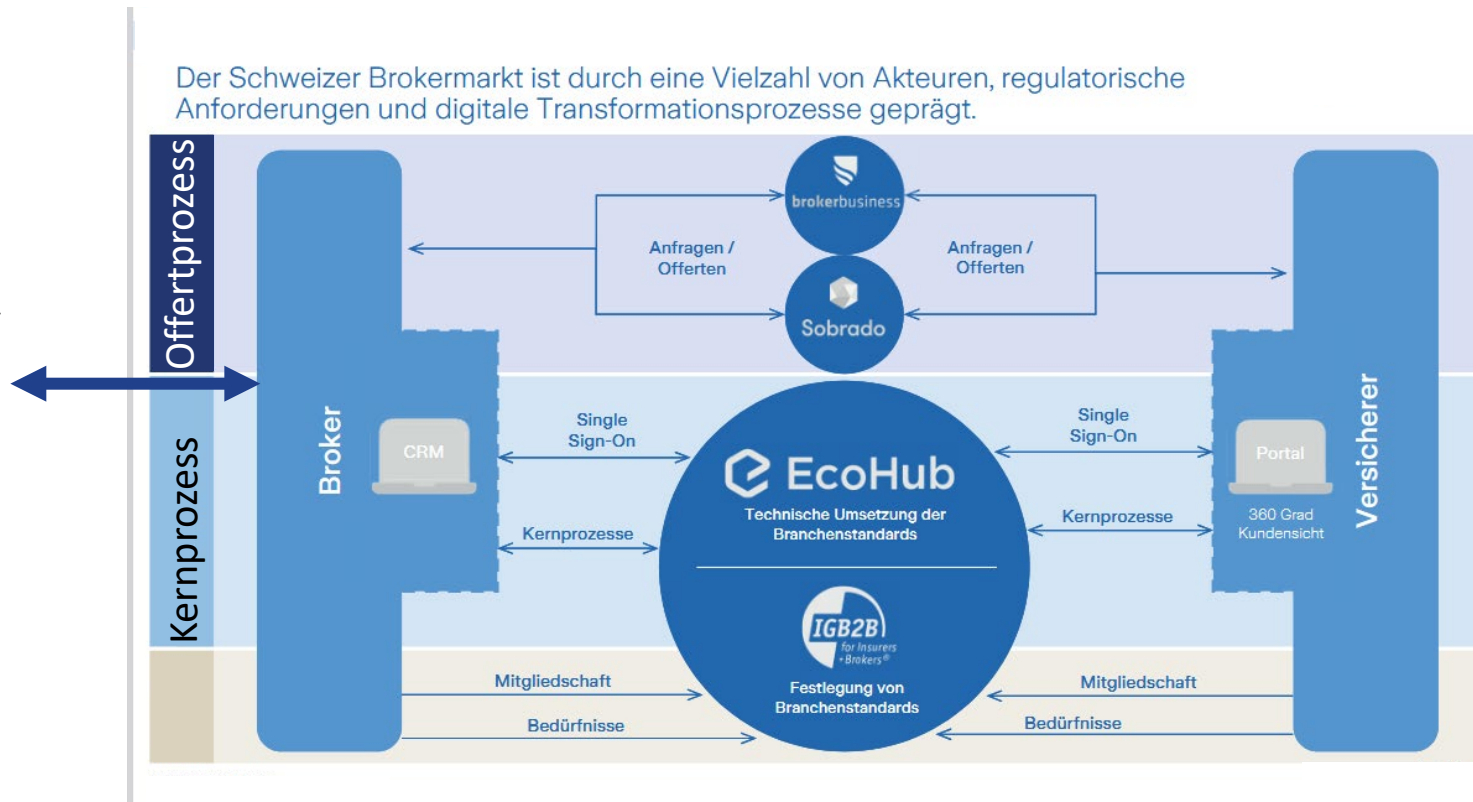 Der Schweizer Brokermarkt ist durch eine Vielzahl von Akteuren, regulatorische
Anforderungen und digitale Transformationsprozesse geprägt.
Offertprozess
brokerbusiness
Anfragen /
Offerten
Anfragen /
Offerten
Sobrado
Kernprozess
Broker
CRM
Single
Sign-On
Kernprozesse
EcoHub
Technische Umsetzung der
Branchenstandards
Single
Sign-On
Kernprozesse
Portal
360 Grad
Kundensicht
Versicherer
IGB2B
for Insurers
+Brokers®
Festlegung von
Branchenstandards
Mitgliedschaft
Bedürfnisse
Mitgliedschaft
Bedürfnisse